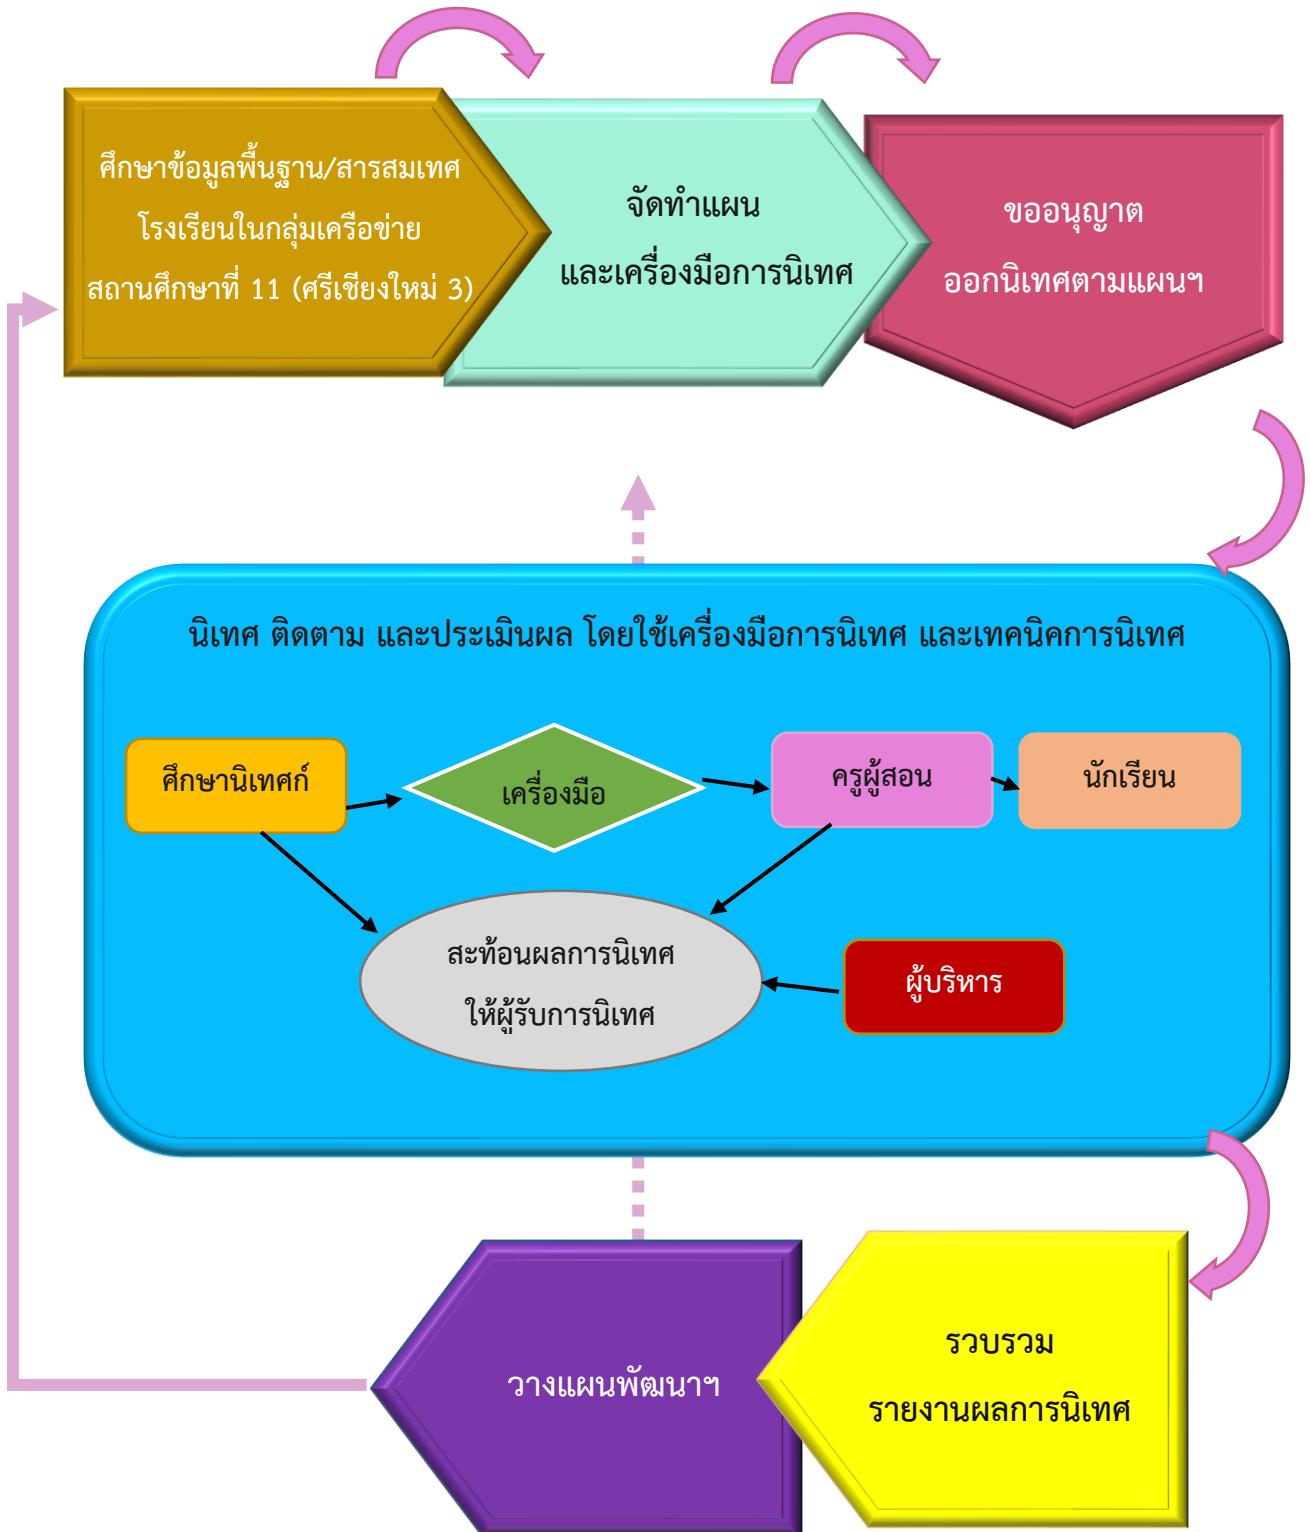 ศึกษาข้อมูลพื้นฐาน/สารสมเทศ
โรงเรียนในกลุ่มเครือข่าย
สถานศึกษาที่ 11 (ศรีเชียงใหม่ 3)
จัดทำแผน
และเครื่องมือการนิเทศ
ขออนุญาต
ออกนิเทศตามแผนฯ
นิเทศ ติดตาม และประเมินผล โดยใช้เครื่องมือการนิเทศ และเทคนิคการนิเทศ
ศึกษานิเทศก์
เครื่องมือ
ครูผู้สอน
นักเรียน
สะท้อนผลการนิเทศ
ให้ผู้รับการนิเทศ
ผู้บริหาร
วางแผนพัฒนาฯ
รวบรวม
รายงานผลการนิเทศ